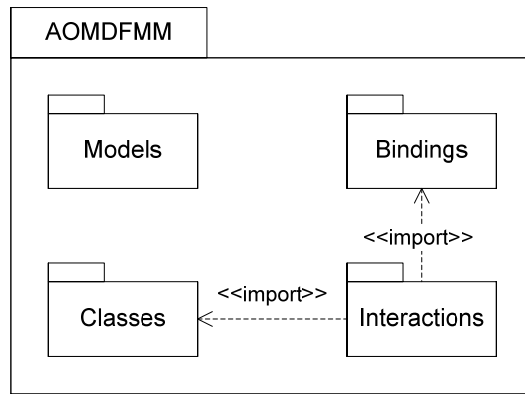 AOMDFMM
Models
Bindings
<<import>>
<<import>>
Classes
Interactions